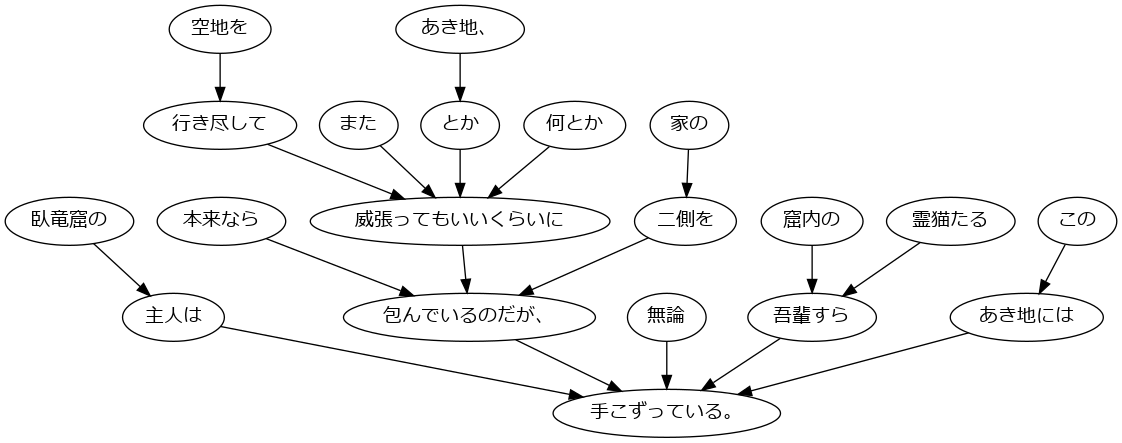 空地を
あき地、
行き尽して
また
とか
何とか
家の
臥竜窟の
本来なら
威張ってもいいくらいに
二側を
窟内の
霊猫たる
この
主人は
包んでいるのだが、
無論
吾輩すら
あき地には
手こずっている。